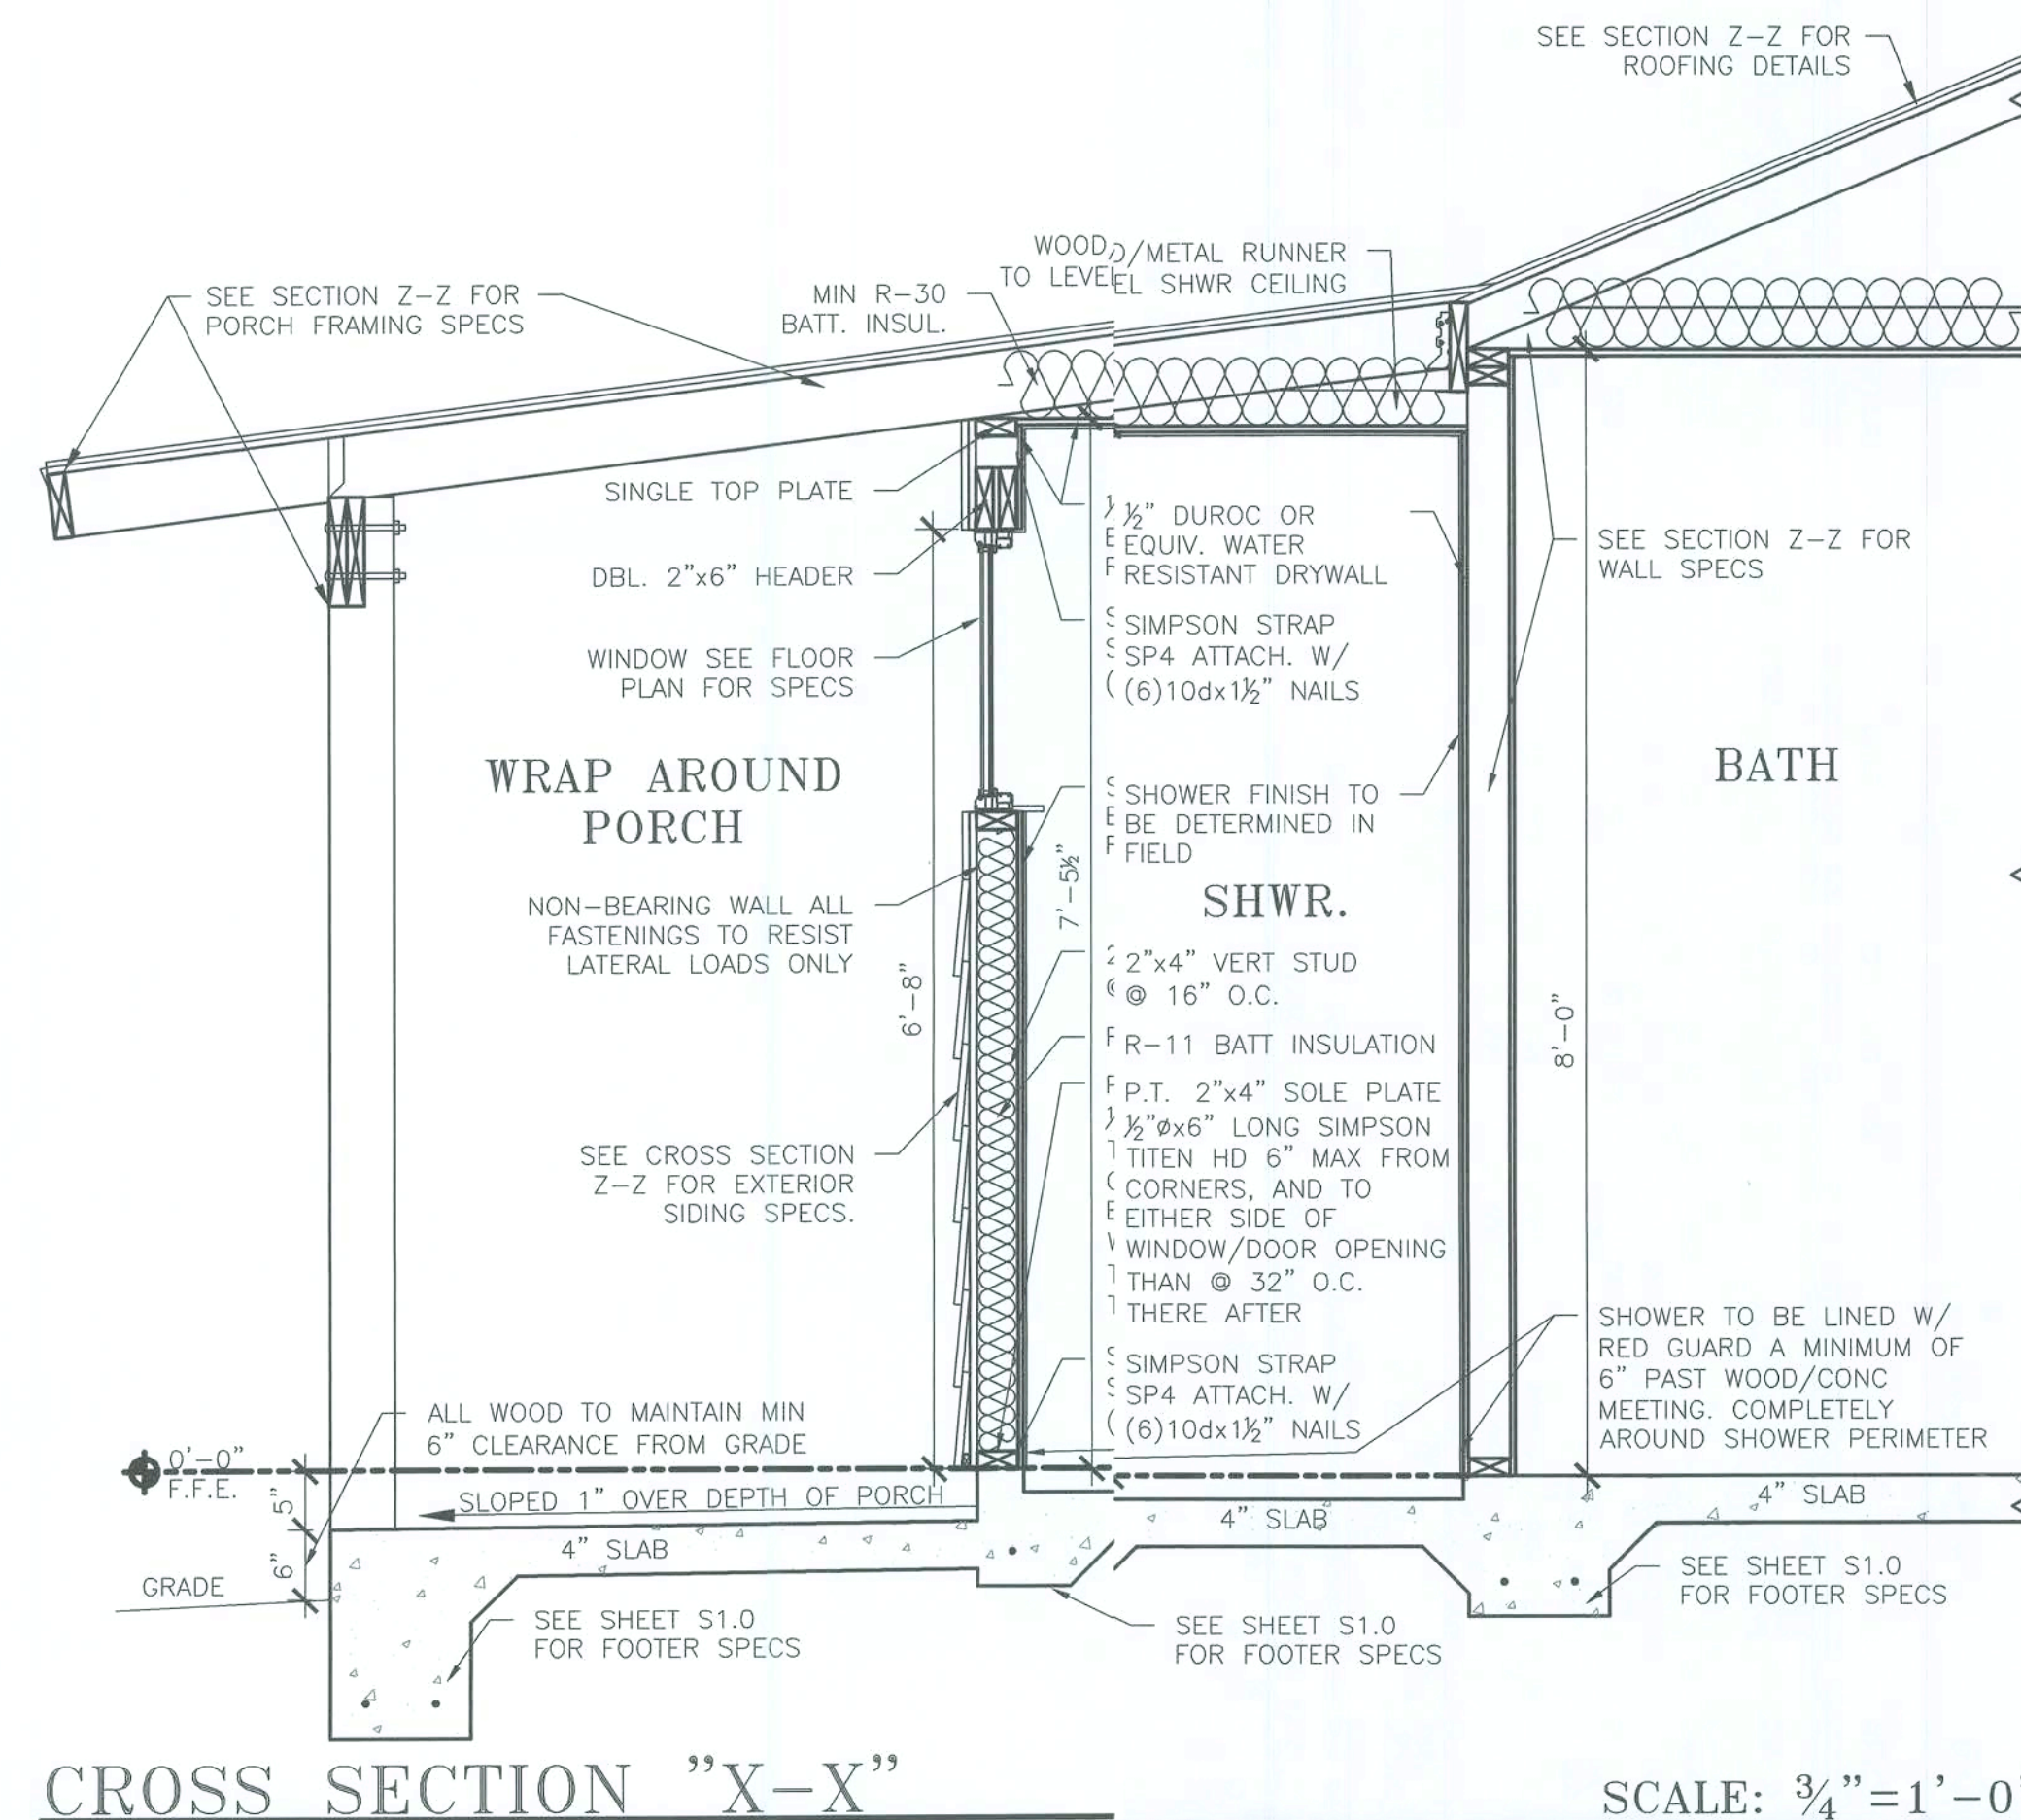 SEE SECTION Z-Z FOR
ROOFING DETAILS
WOOD/METAL RUNNER
TO LEVEL SHWR CEILING
SEE SECTION Z-Z FOR
PORCH FRAMING SPECS
MIN R-30
BATT. INSUL.
SINGLE TOP PLATE
DBL. 2"x6" HEADER
WINDOW SEE FLOOR
PLAN FOR SPECS
WRAP AROUND
PORCH
NON-BEARING WALL ALL
FASTENINGS TO RESIST
LATERAL LOADS ONLY
6'-8"
SEE CROSS SECTION
Z-Z FOR EXTERIOR
SIDING SPECS.
ALL WOOD TO MAINTAIN MIN
6" CLEARANCE FROM GRADE
0'-0"
F.F.E.
5"
6"
GRADE
SLOPED 1" OVER DEPTH OF PORCH
4" SLAB
SEE SHEET S1.0
FOR FOOTER SPECS
7'-5½"
½" DUROC OR
EQUIV. WATER
RESISTANT DRYWALL
SIMPSON STRAP
SP4 ATTACH. W/
(6)10dx1½" NAILS
SHOWER FINISH TO
BE DETERMINED IN
FIELD
SHWR.
2"x4" VERT STUD
@ 16" O.C.
R-11 BATT INSULATION
P.T. 2"x4" SOLE PLATE
½"øx6" LONG SIMPSON
TITEN HD 6" MAX FROM
CORNERS, AND TO
EITHER SIDE OF
WINDOW/DOOR OPENING
THAN @ 32" O.C.
THERE AFTER
SIMPSON STRAP
SP4 ATTACH. W/
(6)10dx1½" NAILS
4" SLAB
SEE SHEET S1.0
FOR FOOTER SPECS
SEE SECTION Z-Z FOR
WALL SPECS
BATH
8'-0"
SHOWER TO BE LINED W/
RED GUARD A MINIMUM OF
6" PAST WOOD/CONC
MEETING. COMPLETELY
AROUND SHOWER PERIMETER
4" SLAB
SEE SHEET S1.0
FOR FOOTER SPECS
CROSS SECTION "X-X"
SCALE: ¾"=1'-0"